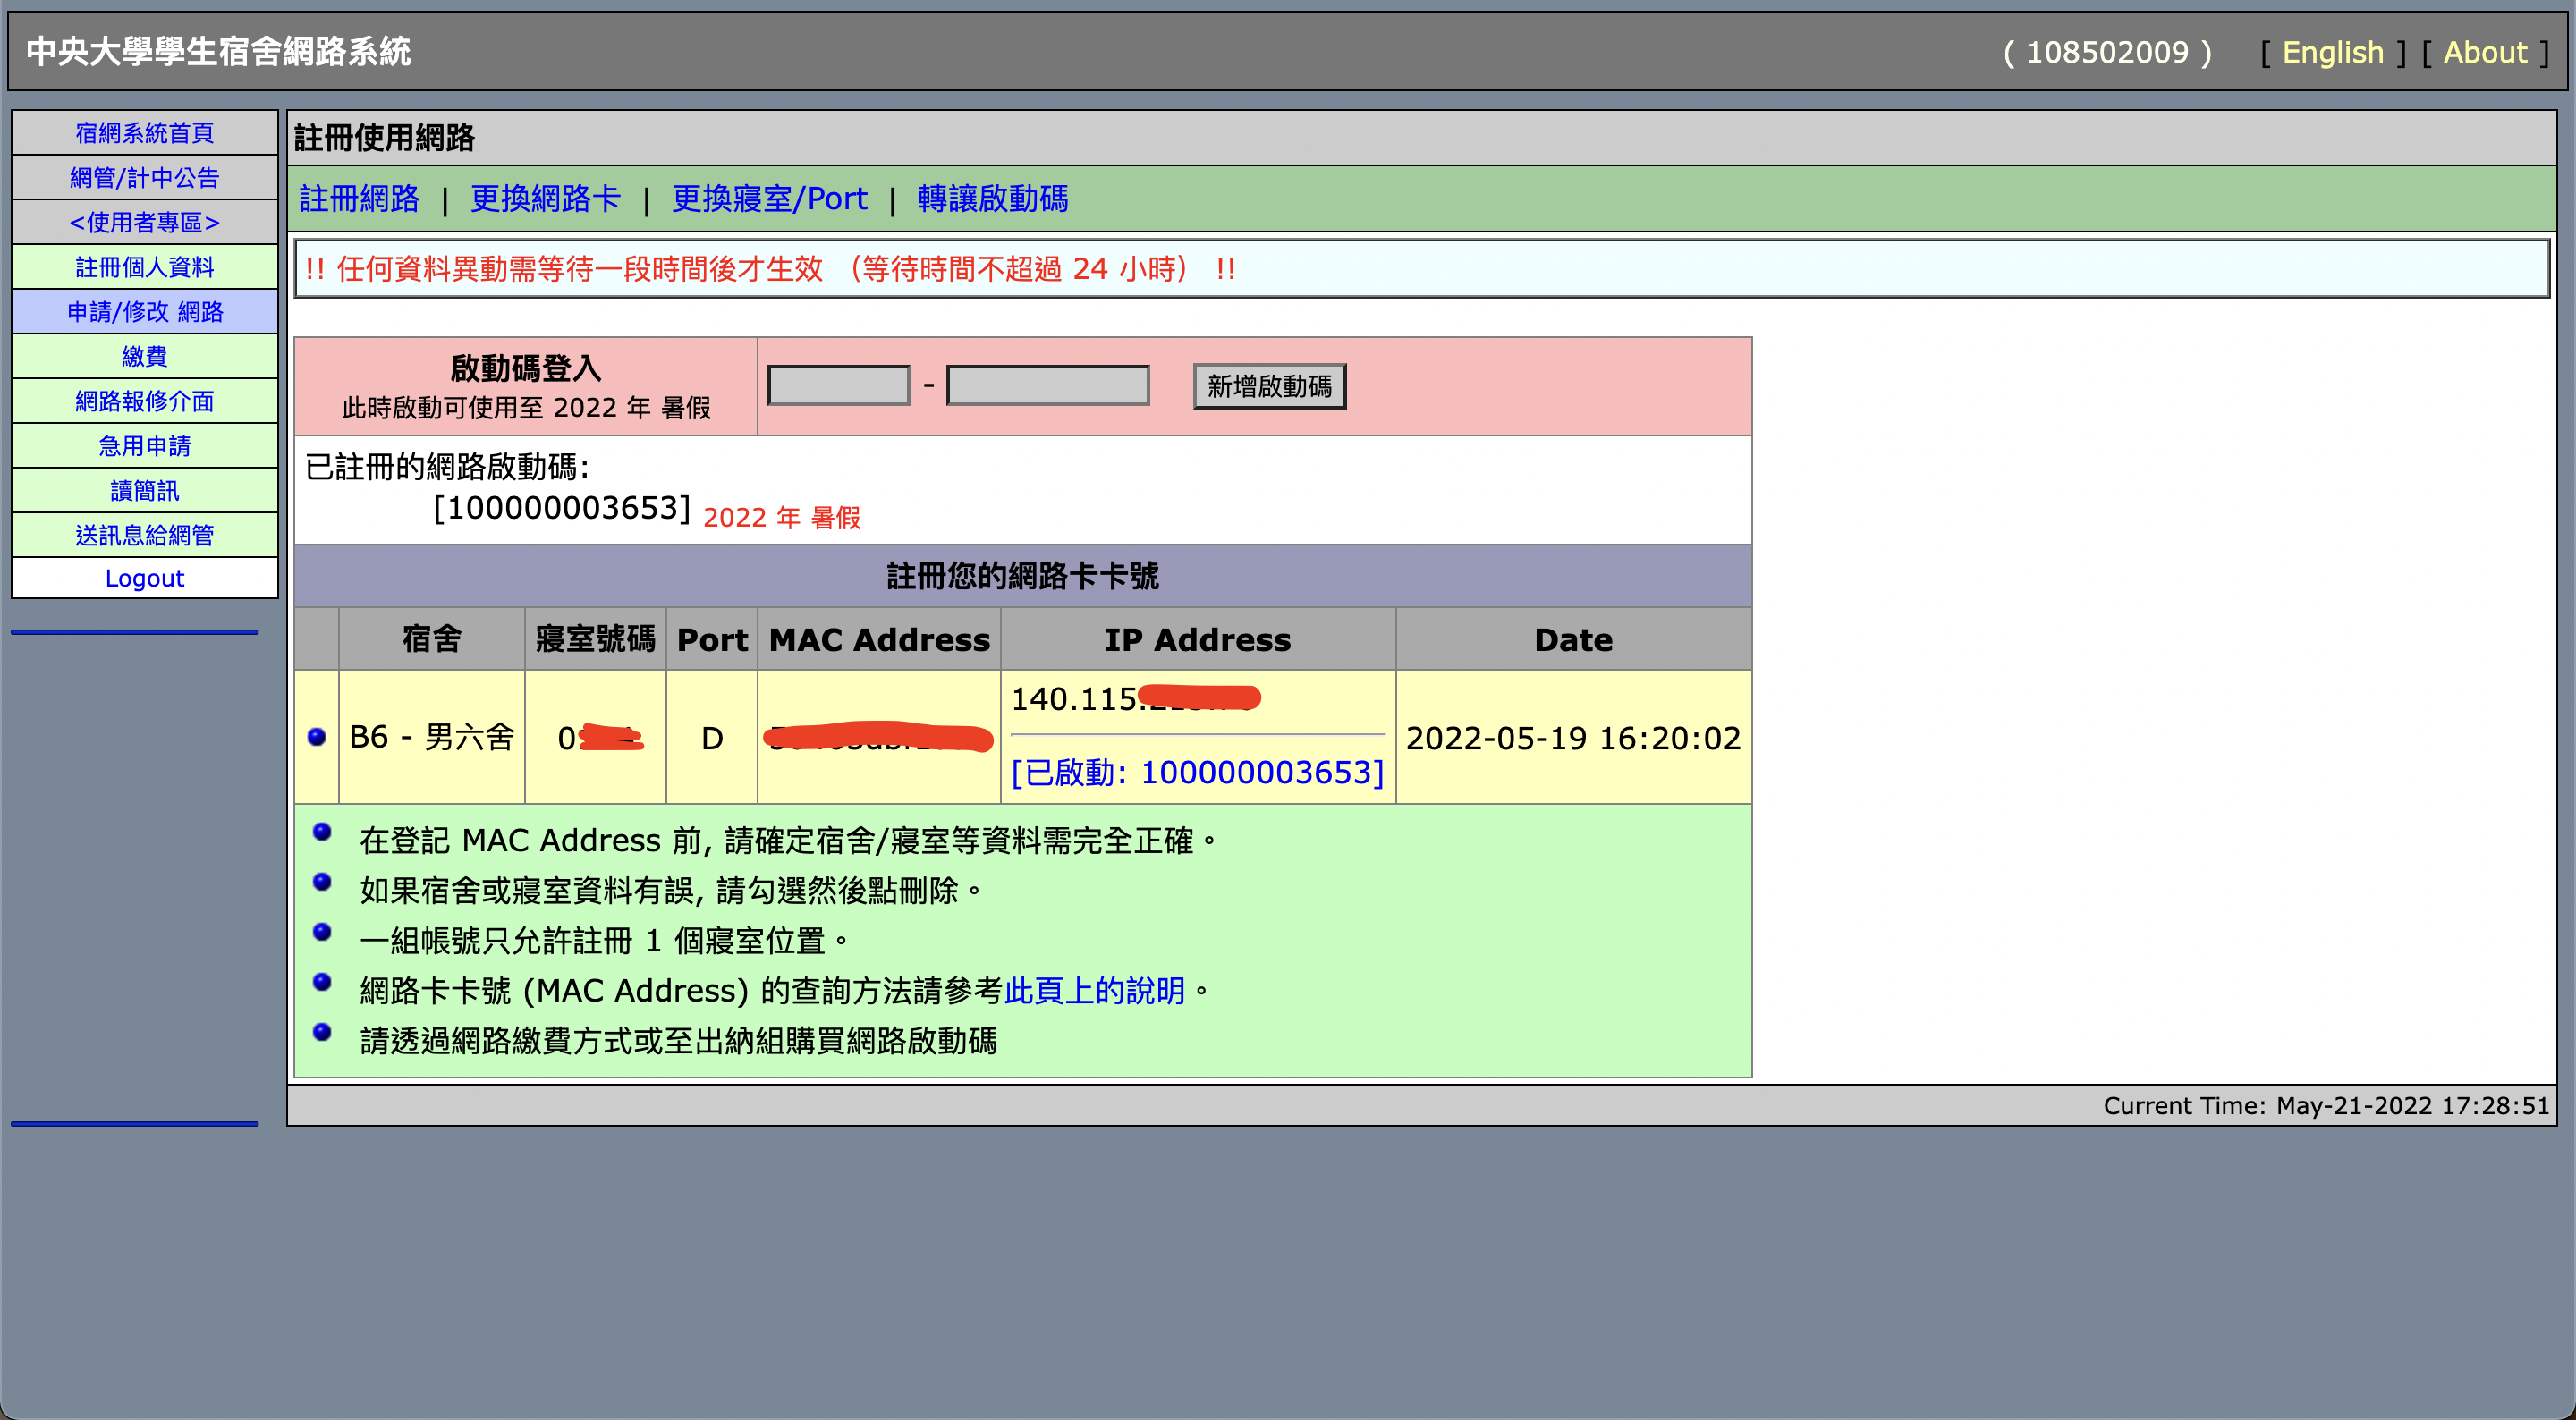 中央大學學生宿舍網路系統
( 108502009 ) [ English ] [ About ]
宿網系統首頁
網管/計中公告
<使用者專區>
註冊個人資料
申請/修改 網路
繳費
網路報修介面
急用申請
讀簡訊
送訊息給網管
Logout
註冊使用網路
註冊網路 | 更換網路卡 | 更換寢室/Port | 轉讓啟動碼
!! 任何資料異動需等待一段時間後才生效 （等待時間不超過 24 小時） !!
啟動碼登入
此時啟動可使用至 2022 年 暑假
- 新增啟動碼
已註冊的網路啟動碼:
[100000003653] 2022 年 暑假
註冊您的網路卡卡號
宿舍 寢室號碼 Port MAC Address IP Address Date
B6 - 男六舍 0 D 140.115. 2022-05-19 16:20:02
[已啟動: 100000003653]
在登記 MAC Address 前, 請確定宿舍/寢室等資料需完全正確。
如果宿舍或寢室資料有誤, 請勾選然後點刪除。
一組帳號只允許註冊 1 個寢室位置。
網路卡卡號 (MAC Address) 的查詢方法請參考此頁上的說明。
請透過網路繳費方式或至出納組購買網路啟動碼
Current Time: May-21-2022 17:28:51